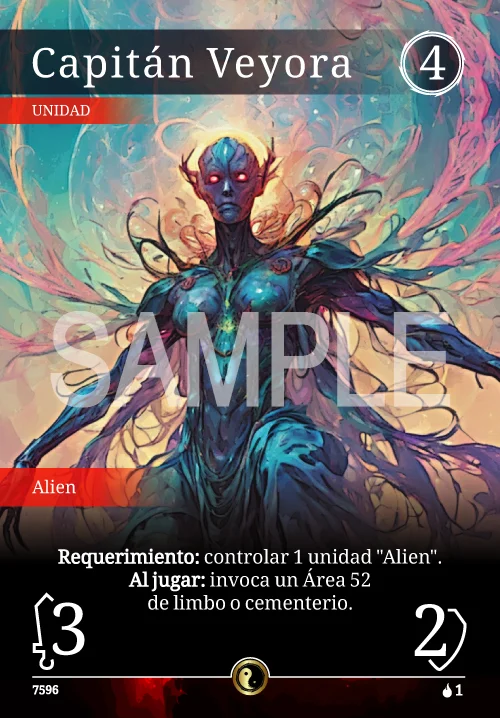 Capitán Veyora
4
UNIDAD
SAMPLE
Alien
Requerimiento: controlar 1 unidad "Alien".
Al jugar: invoca un Área 52
de limbo o cementerio.
3
2
7596
1